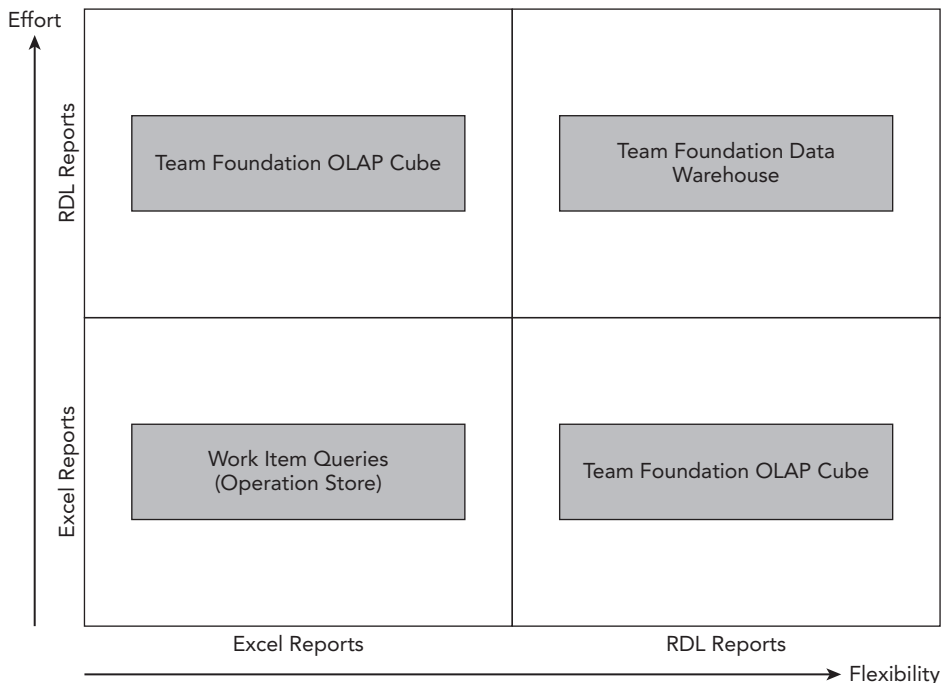 Effort
RDL Reports
Team Foundation OLAP Cube
Team Foundation Data
Warehouse
Excel Reports
Work Item Queries
(Operation Store)
Team Foundation OLAP Cube
Excel Reports
RDL Reports
Flexibility